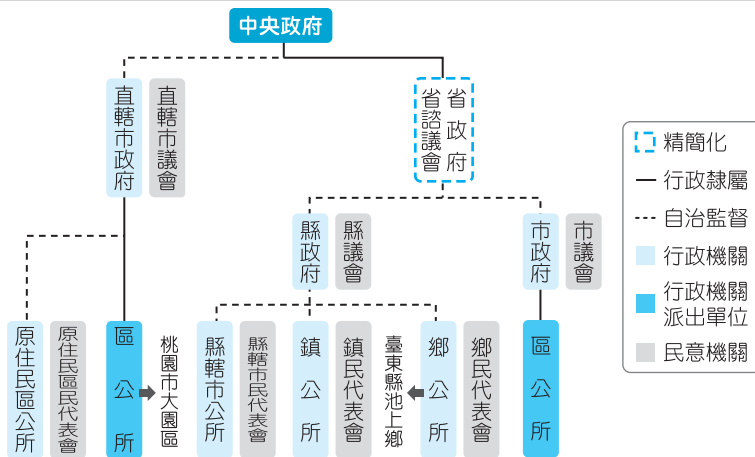 中央政府
直轄市政府
直轄市議會
省政府
省諮議會
縣政府
縣議會
市政府
市議會
原住民區公所
原住民區民代表會
區公所
桃園市大園區
縣轄市公所
縣轄市民代表會
鎮公所
鎮民代表會
臺東縣池上鄉
鄉公所
鄉民代表會
區公所
精簡化
行政隸屬
自治監督
行政機關
行政機關
派出單位
民意機關